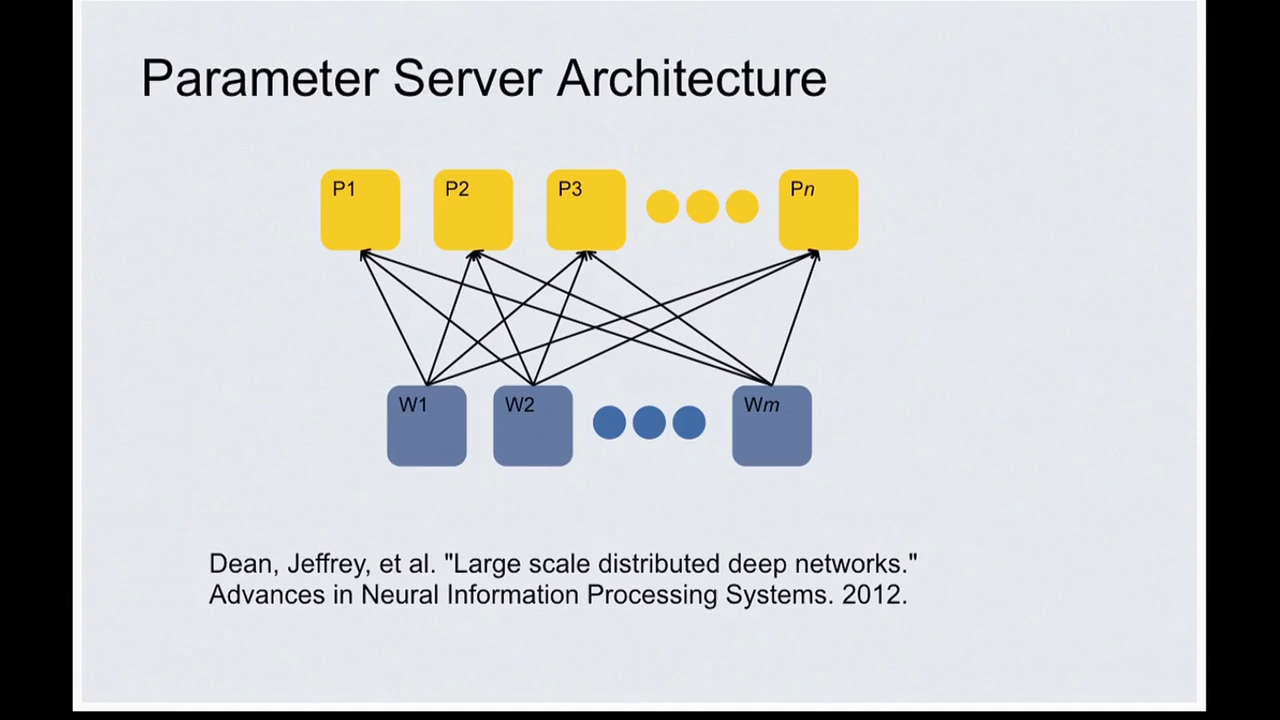 Parameter Server Architecture
P1 P2 P3 Pn
W1 W2 Wm
Dean, Jeffrey, et al. "Large scale distributed deep networks."
Advances in Neural Information Processing Systems. 2012.